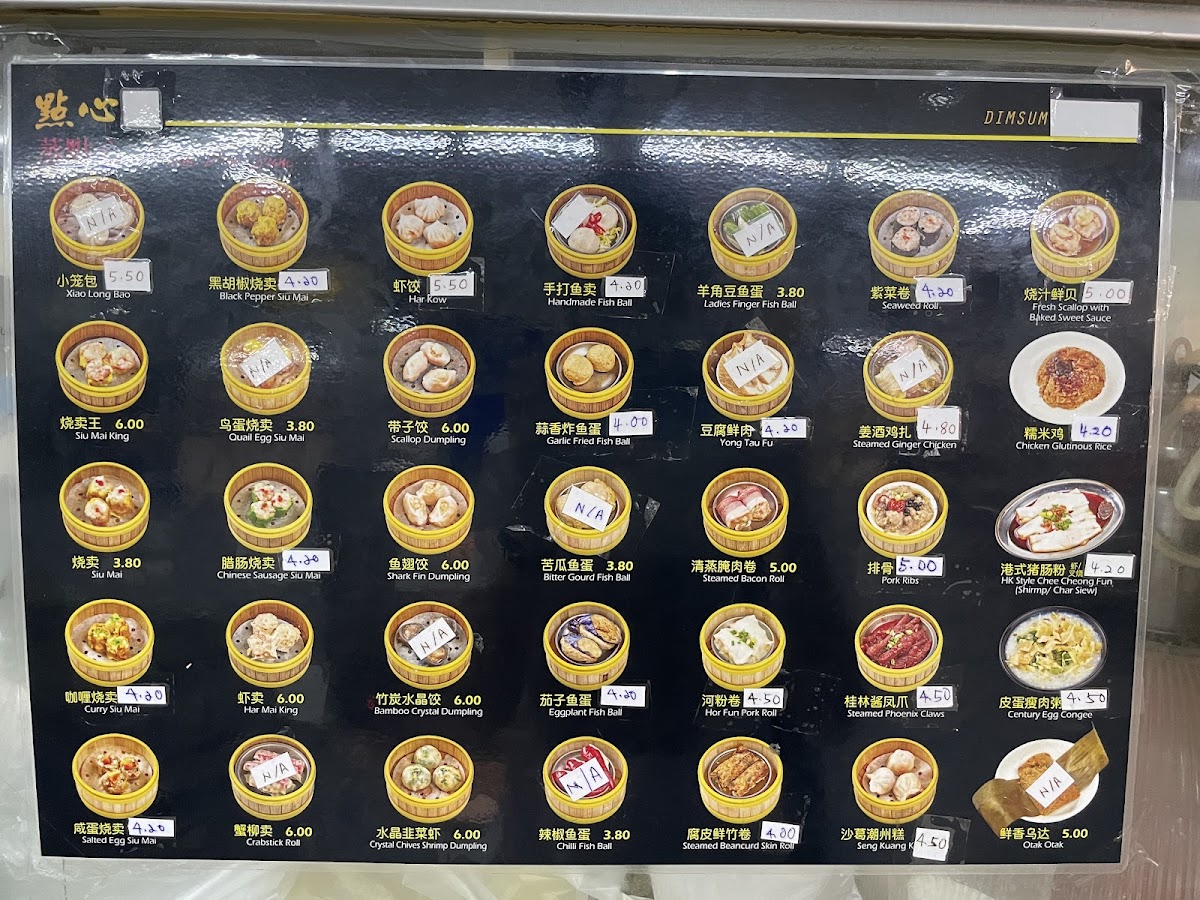 點心
DIMSUM
N/A
小笼包 5.50
Xiao Long Bao
黑胡椒烧卖 4.20
Black Pepper Siu Mai
虾饺 5.50
Har Kow
手打鱼卖 4.20
Handmade Fish Ball
N/A
羊角豆鱼蛋 3.80
Ladies Finger Fish Ball
紫菜卷 4.20
Seaweed Roll
烧汁鲜贝 5.00
Fresh Scallop with
Baked Sweet Sauce
烧卖王 6.00
Siu Mai King
N/A
鸟蛋烧卖 3.80
Quail Egg Siu Mai
带子饺 6.00
Scallop Dumpling
蒜香炸鱼蛋 4.00
Garlic Fried Fish Ball
N/A
豆腐鲜肉 4.20
Yong Tau Fu
N/A
姜酒鸡扎 4.80
Steamed Ginger Chicken
糯米鸡 4.20
Chicken Glutinous Rice
烧卖 3.80
Siu Mai
腊肠烧卖 4.20
Chinese Sausage Siu Mai
鱼翅饺 6.00
Shark Fin Dumpling
N/A
苦瓜鱼蛋 3.80
Bitter Gourd Fish Ball
清蒸腌肉卷 5.00
Steamed Bacon Roll
排骨 5.00
Pork Ribs
港式猪肠粉 虾/叉烧 4.20
HK Style Chee Cheong Fun
(Shirmp/ Char Siew)
咖喱烧卖 4.20
Curry Siu Mai
虾卖 6.00
Har Mai King
N/A
竹炭水晶饺 6.00
Bamboo Crystal Dumpling
茄子鱼蛋 4.20
Eggplant Fish Ball
河粉卷 4.50
Hor Fun Pork Roll
桂林酱凤爪 4.50
Steamed Phoenix Claws
皮蛋瘦肉粥 4.50
Century Egg Congee
咸蛋烧卖 4.20
Salted Egg Siu Mai
N/A
蟹柳卖 6.00
Crabstick Roll
水晶韭菜虾 6.00
Crystal Chives Shrimp Dumpling
N/A
辣椒鱼蛋 3.80
Chilli Fish Ball
腐皮鲜竹卷
Steamed Beancurd Skin Roll
沙葛潮州糕 4.50
Seng Kuang K
N/A
鲜香乌达 5.00
Otak Otak